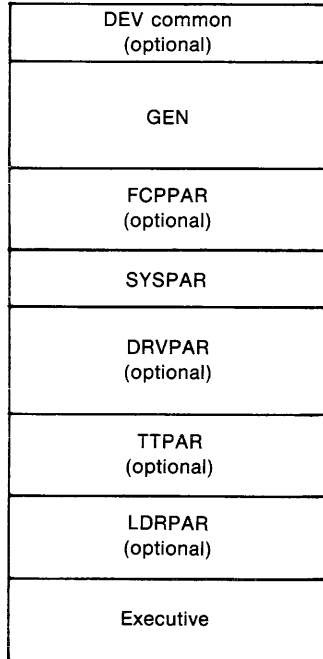 DEV common
(optional)
GEN
FCPPAR
(optional)
SYSPAR
DRVPAR
(optional)
TTPAR
(optional)
LDRPAR
(optional)
Executive